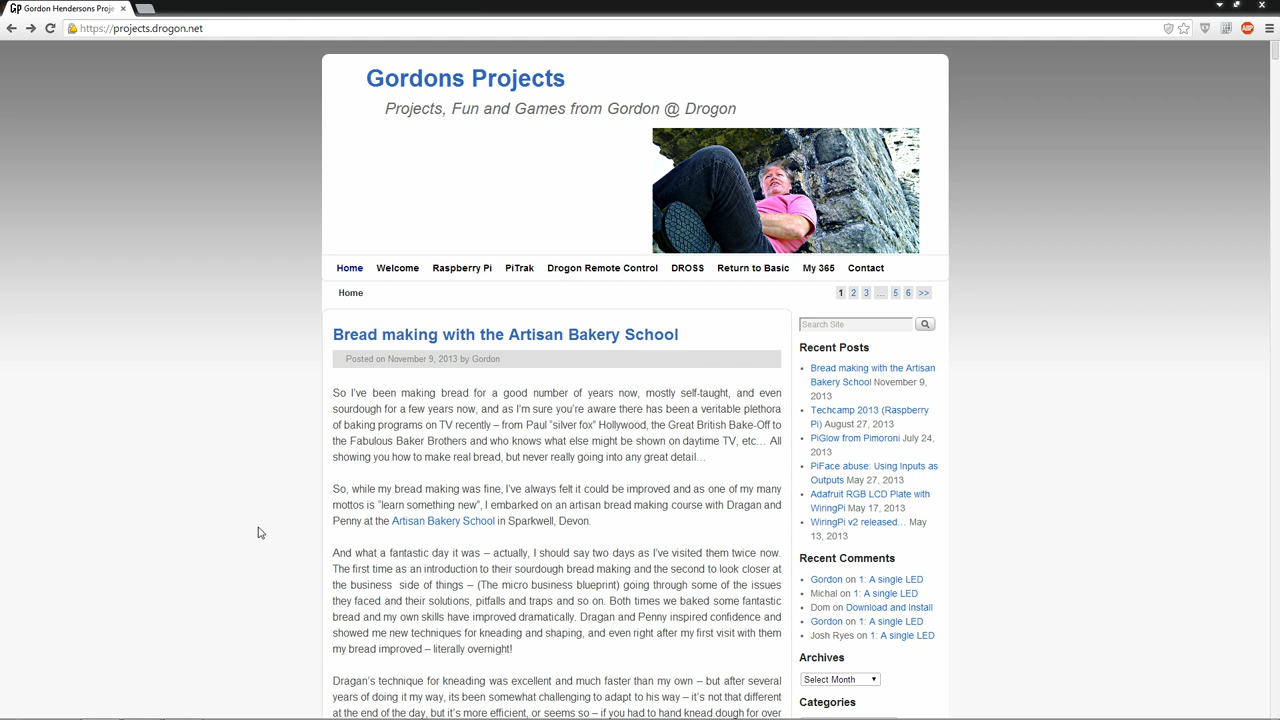 Gordon Hendersons Proje
https://projects.drogon.net
ABP
Gordons Projects
Projects, Fun and Games from Gordon @ Drogon
Home Welcome Raspberry Pi PiTrak Drogon Remote Control DROSS Return to Basic My 365 Contact
Home
1 2 3 ... 5 6 >>
Bread making with the Artisan Bakery School
Posted on November 9, 2013 by Gordon
So I've been making bread for a good number of years now, mostly self-taught, and even
sourdough for a few years now, and as I'm sure you're aware there has been a veritable plethora
of baking programs on TV recently – from Paul "silver fox" Hollywood, the Great British Bake-Off to
the Fabulous Baker Brothers and who knows what else might be shown on daytime TV, etc... All
showing you how to make real bread, but never really going into any great detail...
So, while my bread making was fine, I've always felt it could be improved and as one of my many
mottos is "learn something new", I embarked on an artisan bread making course with Dragan and
Penny at the Artisan Bakery School in Sparkwell, Devon.
And what a fantastic day it was – actually, I should say two days as I've visited them twice now.
The first time as an introduction to their sourdough bread making and the second to look closer at
the business side of things – (The micro business blueprint) going through some of the issues
they faced and their solutions, pitfalls and traps and so on. Both times we baked some fantastic
bread and my own skills have improved dramatically. Dragan and Penny inspired confidence and
showed me new techniques for kneading and shaping, and even right after my first visit with them
my bread improved – literally overnight!
Dragan's technique for kneading was excellent and much faster than my own – but after several
years of doing it my way, its been somewhat challenging to adapt to his way – it's not that different
at the end of the day, but it's more efficient, or seems so – if you had to hand knead dough for over
Search Site
Recent Posts
Bread making with the Artisan
Bakery School November 9,
2013
Techcamp 2013 (Raspberry
Pi) August 27, 2013
PiGlow from Pimoroni July 24,
2013
PiFace abuse: Using Inputs as
Outputs May 27, 2013
Adafruit RGB LCD Plate with
WiringPi May 17, 2013
WiringPi v2 released... May
13, 2013
Recent Comments
Gordon on 1: A single LED
Michal on 1: A single LED
Dom on Download and Install
Gordon on 1: A single LED
Josh Ryes on 1: A single LED
Archives
Select Month
Categories